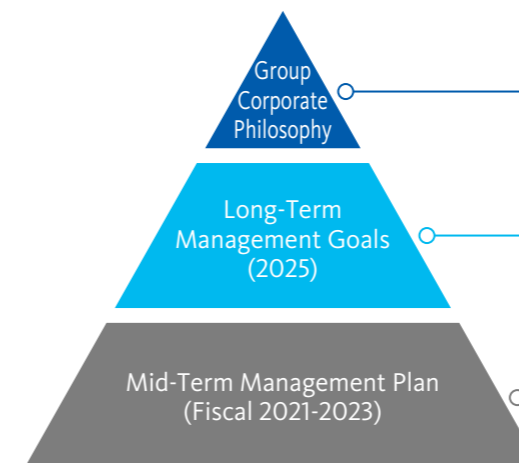 Group
Corporate
Philosophy
Long-Term
Management Goals
(2025)
Mid-Term Management Plan
(Fiscal 2021-2023)